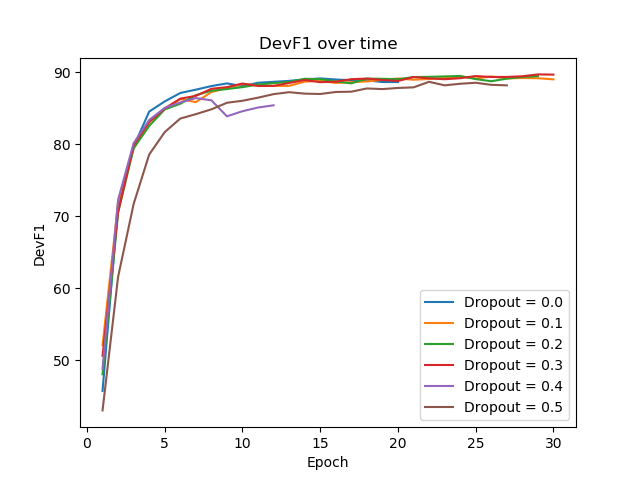 DevF1 over time
DevF1
90
80
70
60
50
0 5 10 15 20 25 30
Epoch
Dropout = 0.0
Dropout = 0.1
Dropout = 0.2
Dropout = 0.3
Dropout = 0.4
Dropout = 0.5